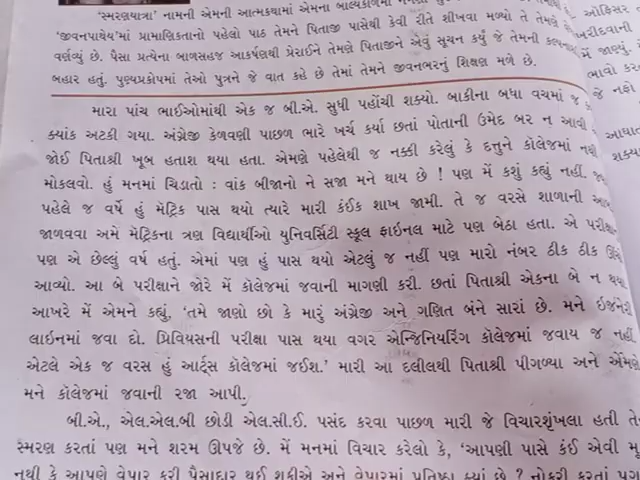 'સ્મરણયાત્રા' નામની એમની આત્મકથામાં એમના બાલ્યકાળના
'જીવનપાથેય'માં પ્રામાણિકતાનો પહેલો પાઠ તેમને પિતાજી પાસેથી કેવી રીતે શીખવા મળ્યો તે તેમણે
વર્ણવ્યું છે. પૈસા પ્રત્યેના બાળસહજ આકર્ષણથી પ્રેરાઈને તેમણે પિતાજીને એવું સૂચન કર્યું જે તેમની
બહાર હતું. પુણ્યપ્રકોપમાં તેઓ પુત્રને જે વાત કહે છે તેમાં તેમને જીવનભરનું શિક્ષણ મળે છે.
મારા પાંચ ભાઈઓમાંથી એક જ બી.એ. સુધી પહોંચી શક્યો. બાકીના બધા વચમાં જ
ક્યાંક અટકી ગયા. અંગ્રેજી કેળવણી પાછળ ભારે ખર્ચ કર્યા છતાં પોતાની ઉમેદ બર ન આવી
જોઈ પિતાશ્રી ખૂબ હતાશ થયા હતા. એમણે પહેલેથી જ નક્કી કરેલું કે દત્તુને કૉલેજમાં નથી
મોકલવો. હું મનમાં ચિડાતો : વાંક બીજાનો ને સજા મને થાય છે ! પણ મેં કશું કહ્યું નહીં.
પહેલે જ વર્ષે હું મૅટ્રિક પાસ થયો ત્યારે મારી કંઈક શાખ જામી. તે જ વરસે શાળાની
જાળવવા અમે મૅટ્રિકના ત્રણ વિદ્યાર્થીઓ યુનિવર્સિટી સ્કૂલ ફાઇનલ માટે પણ બેઠા હતા. એ
પણ એ છેલ્લું વર્ષ હતું. એમાં પણ હું પાસ થયો એટલું જ નહીં પણ મારો નંબર ઠીક ઠીક
આવ્યો. આ બે પરીક્ષાને જોરે મેં કૉલેજમાં જવાની માગણી કરી. છતાં પિતાશ્રી એકના બે ન
આખરે મેં એમને કહ્યું, 'તમે જાણો છો કે મારું અંગ્રેજી અને ગણિત બંને સારાં છે. મને ઇજનેરી
લાઇનમાં જવા દો. પ્રિવિયસની પરીક્ષા પાસ થયા વગર એન્જિનિયરિંગ કૉલેજમાં જવાય જ નહીં
એટલે એક જ વરસ હું આર્ટ્સ કૉલેજમાં જઈશ.' મારી આ દલીલથી પિતાશ્રી પીગળ્યા અને એમણે
મને કૉલેજમાં જવાની રજા આપી.
બી.એ., એલ.એલ.બી છોડી એલ.સી.ઈ. પસંદ કરવા પાછળ મારી જે વિચારશૃંખલા હતી
સ્મરણ કરતાં પણ મને શરમ ઊપજે છે. મેં મનમાં વિચાર કરેલો કે, 'આપણી પાસે કંઈ એવી
નથી કે આપણે વેપાર કરી પૈસાદાર થઈ શકીએ અને વેપારમાં પ્રતિષ્ઠા ક્યાં છે ? નોકરી કરતાં